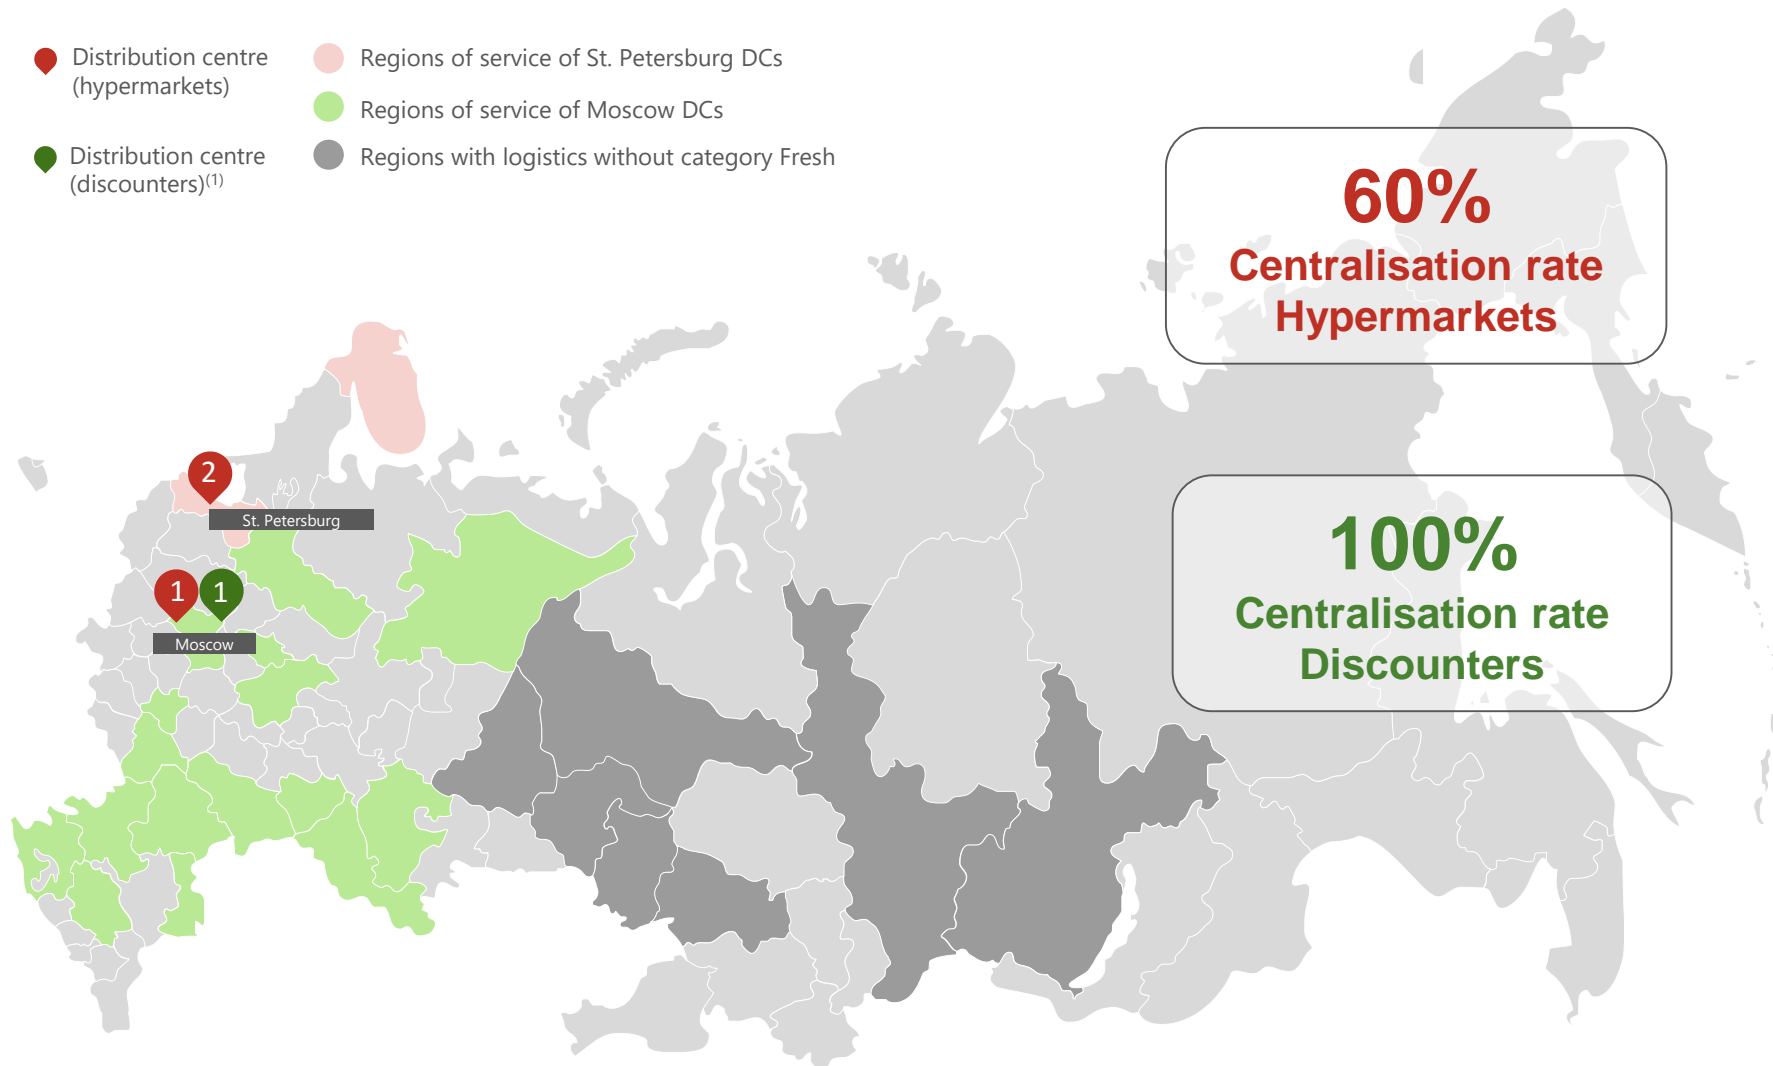 Distribution centre
(hypermarkets)
Distribution centre
(discounters)(1)
Regions of service of St. Petersburg DCs
Regions of service of Moscow DCs
Regions with logistics without category Fresh
60%
Centralisation rate
Hypermarkets
2
St. Petersburg
100%
Centralisation rate
Discounters
1
1
Moscow